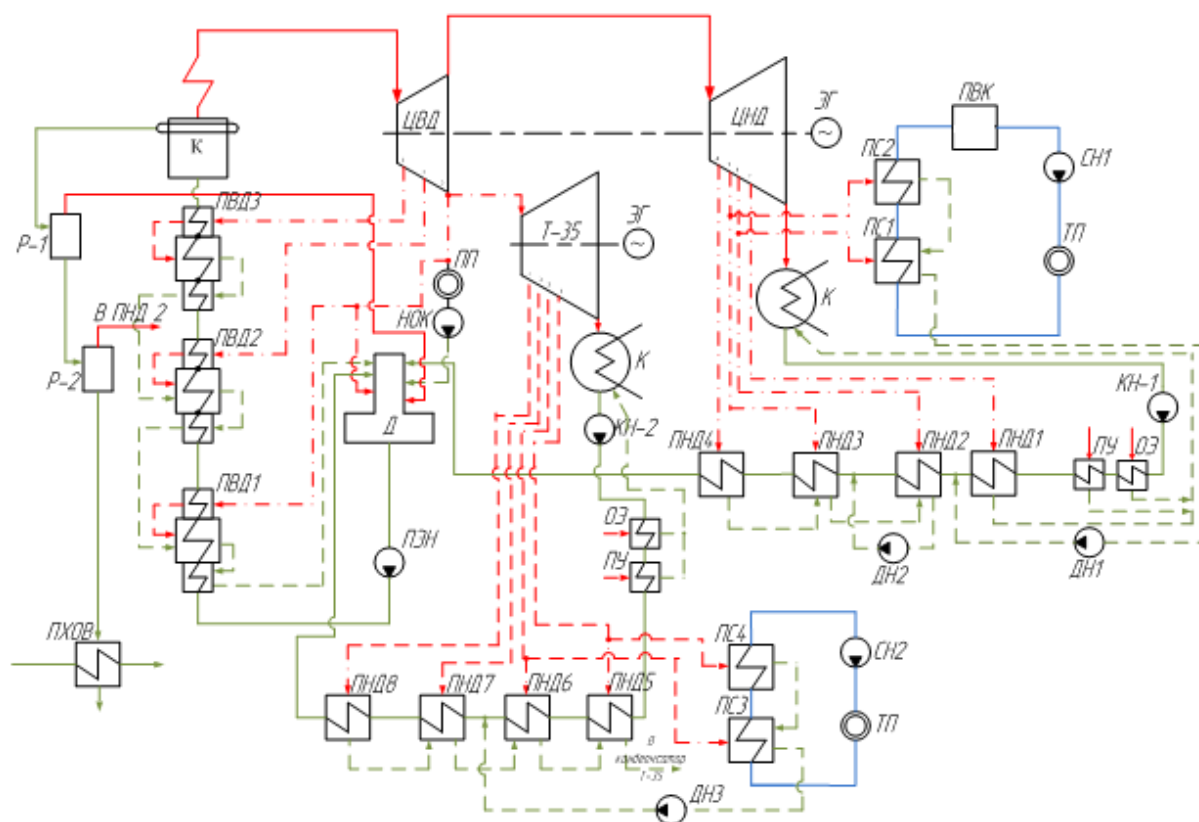 ЦВД
ЦНД
ЭГ
ПВК
СН1
ПС2
К
ПВД3
Т-35
ЭГ
ПС1
ТП
Р-1
ПП
К
В ПНД 2
НОК
ПВД2
К
Р-2
КН-1
Д
КН-2
ПНД4
ПНД3
ПНД2
ПНД1
ПУ
ОЭ
ПВД1
ОЭ
ПЭН
ПУ
ДН2
ДН1
ПХОВ
ПС4
СН2
ПНД8
ПНД7
ПНД6
ПНД5
ПС3
ТП
В
конденсатор
Т-35
ДН3